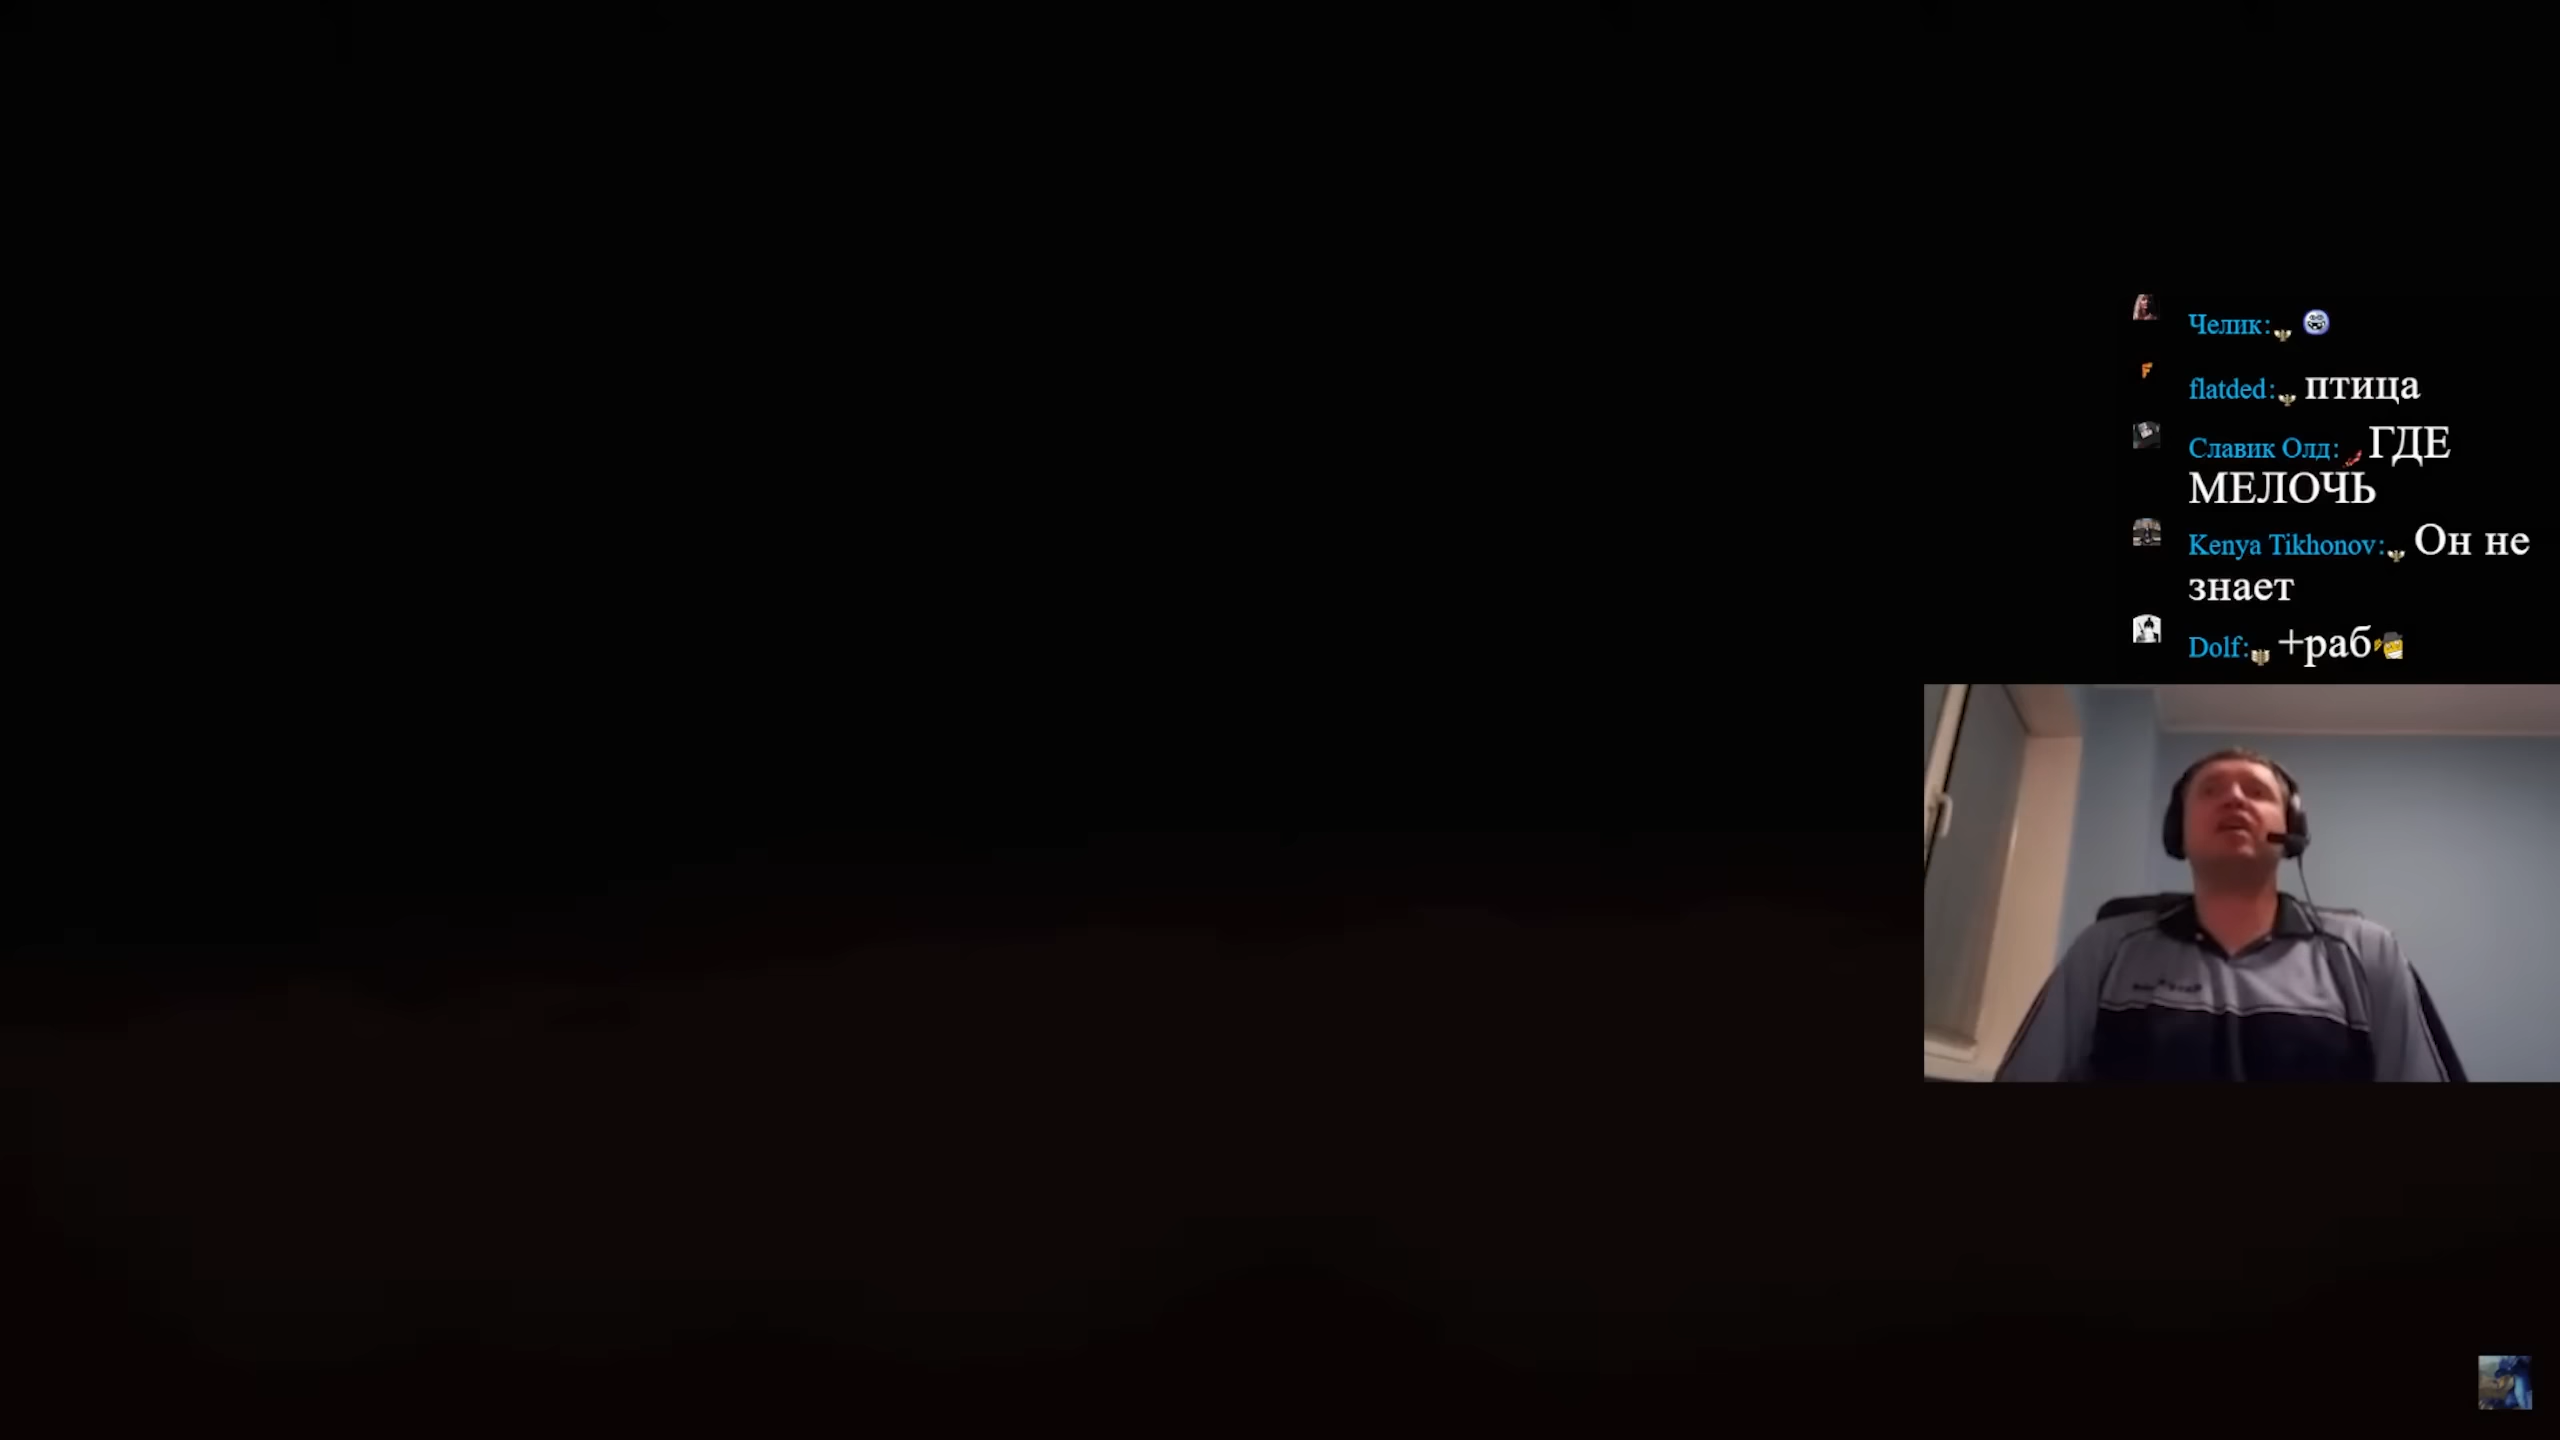 Челик:
flatded: птица
Славик Олд: ГДЕ
МЕЛОЧЬ
Kenya Tikhonov: Он не
знает
Dolf: +раб